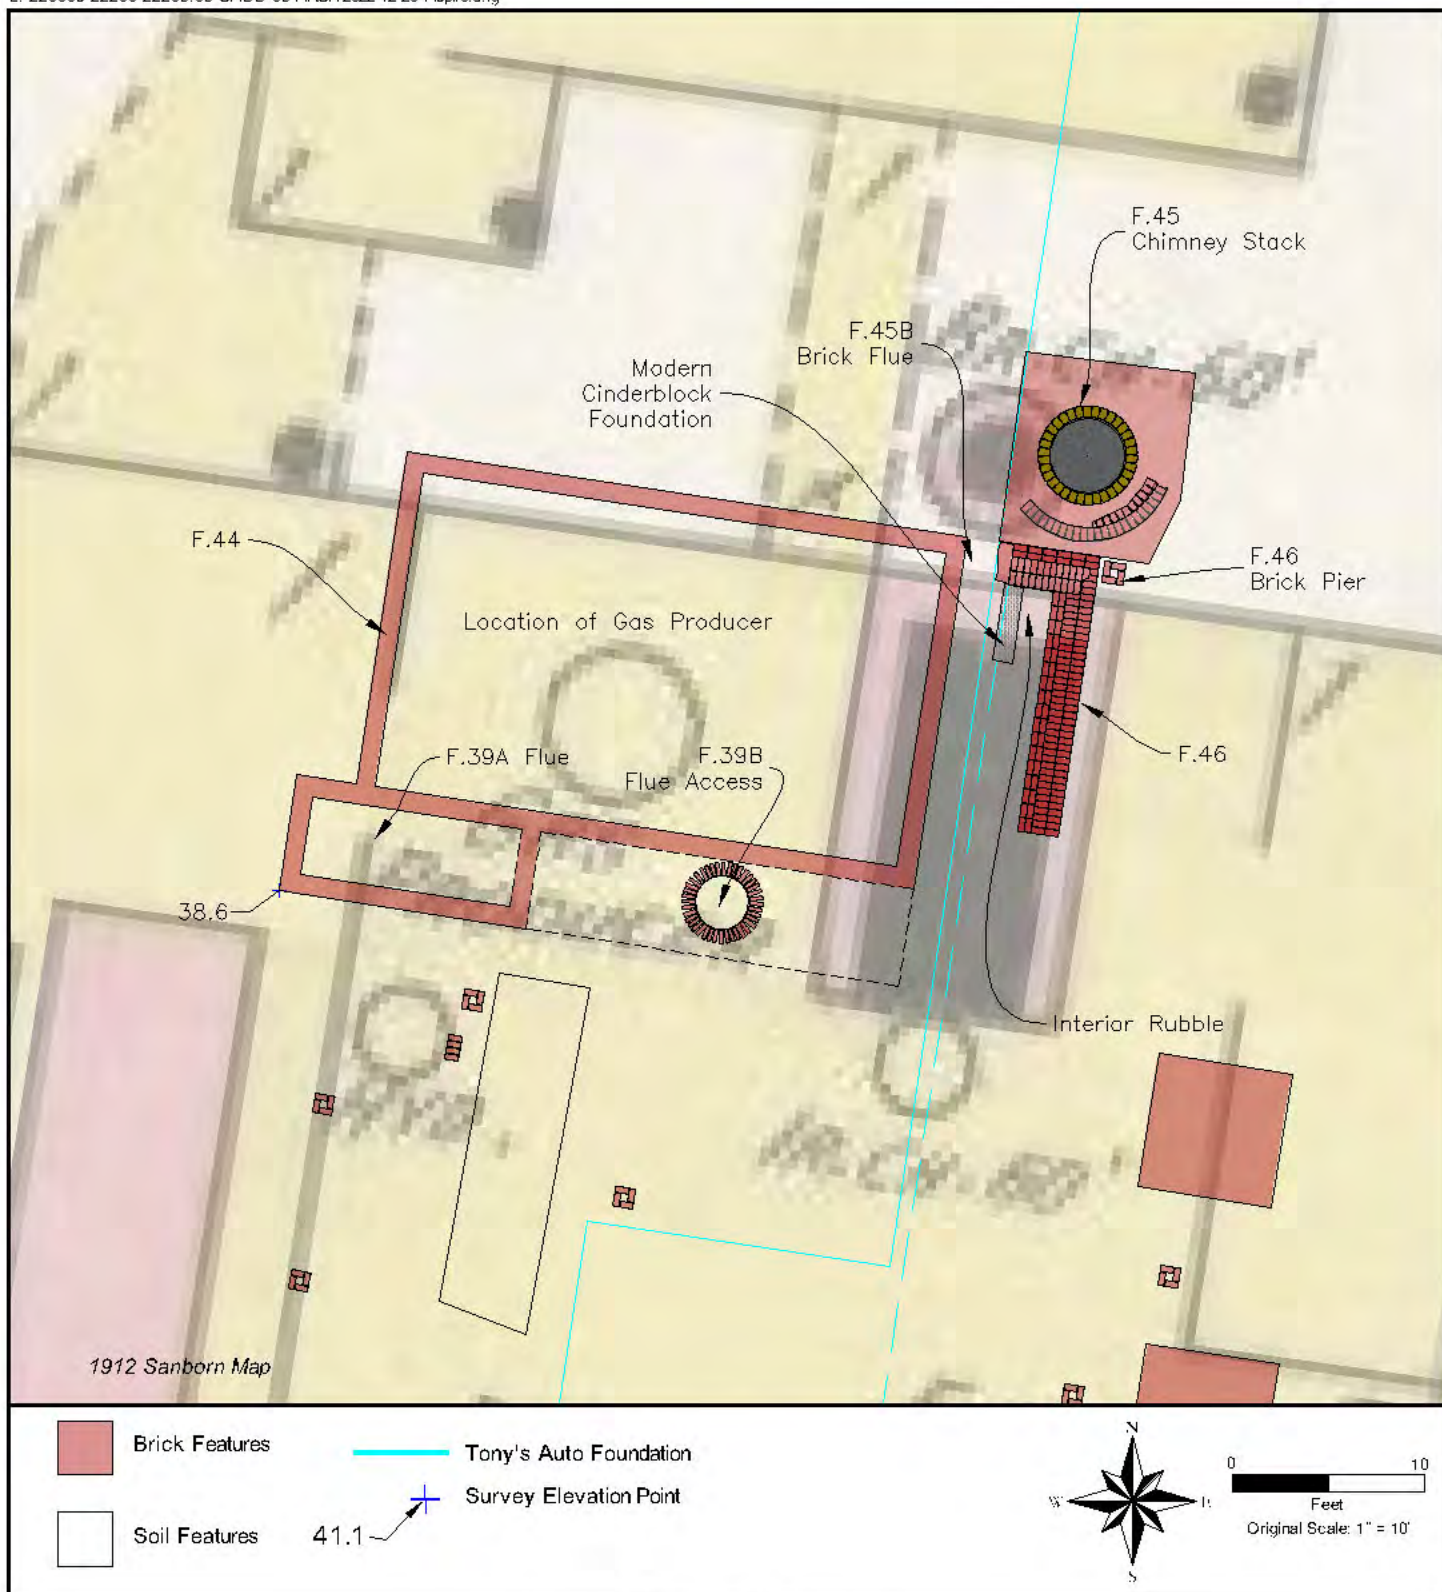 F.45
Chimney Stack
F.45B
Brick Flue
Modern
Cinderblock
Foundation
F.44
F.46
Brick Pier
Location of Gas Producer
F.39A Flue
F.39B
Flue Access
F.46
38.6
Interior Rubble
1912 Sanborn Map
Brick Features
Tony's Auto Foundation
Survey Elevation Point
Soil Features
41.1
N
W
E
S
0 10
Feet
Original Scale: 1" = 10'